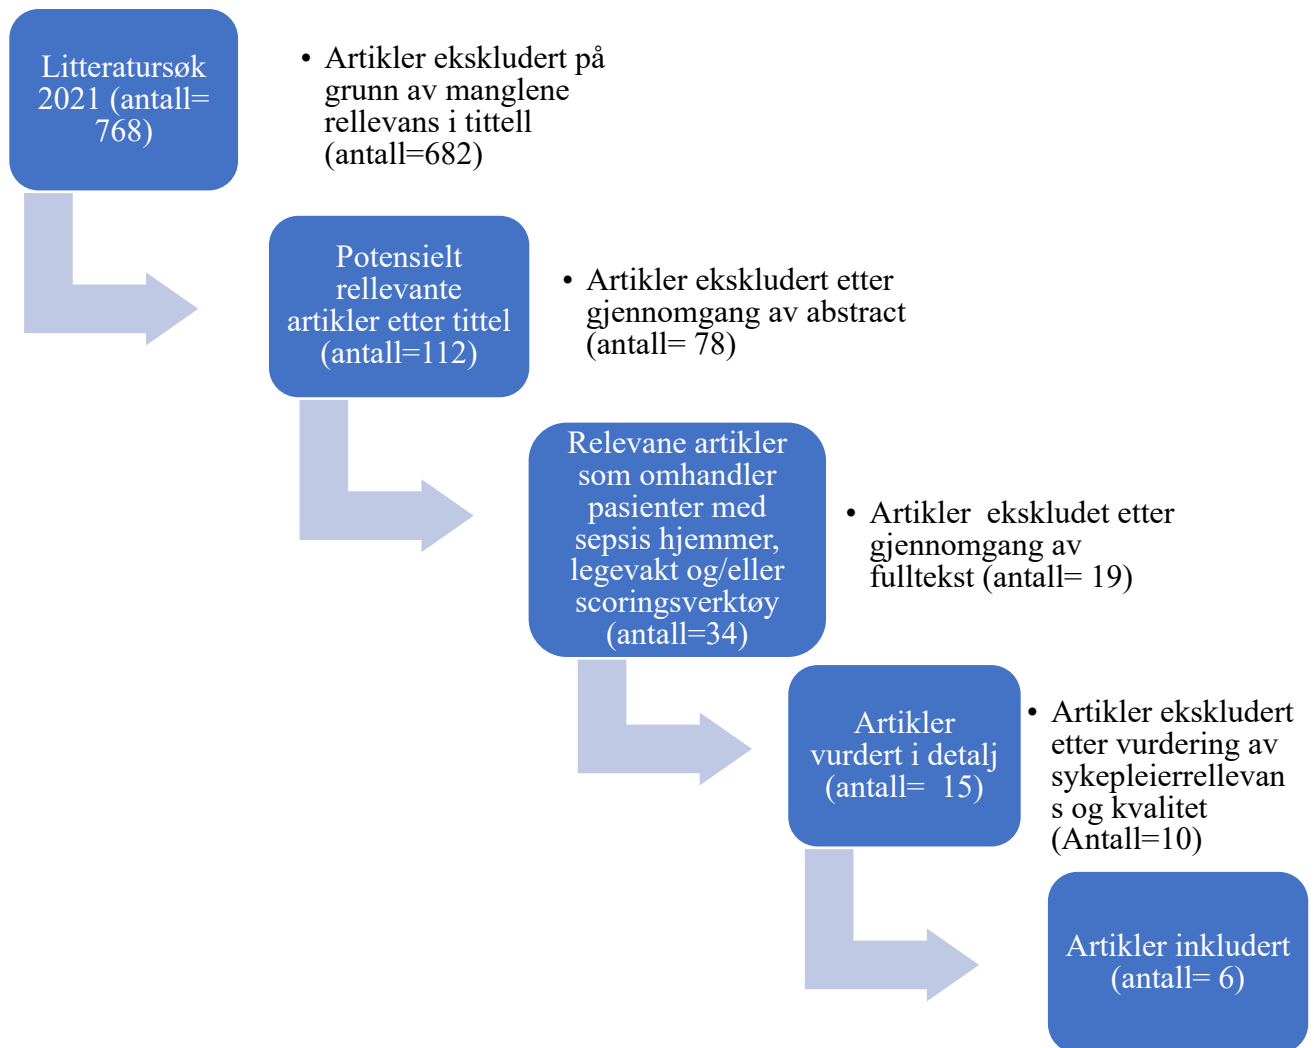 Litteratursøk
2021 (antall=
768)
• Artikler ekskludert på
grunn av manglene
rellevans i tittell
(antall=682)
Potensielt
rellevante
artikler etter tittel
(antall=112)
• Artikler ekskludert etter
gjennomgang av abstract
(antall= 78)
Relevane artikler
som omhandler
pasienter med
sepsis hjemmer,
legevakt og/eller
scoringsverktøy
(antall=34)
• Artikler ekskludet etter
gjennomgang av
fulltekst (antall= 19)
Artikler
vurdert i detalj
(antall= 15)
• Artikler ekskludert
etter vurdering av
sykepleierrellevan
s og kvalitet
(Antall=10)
Artikler inkludert
(antall= 6)